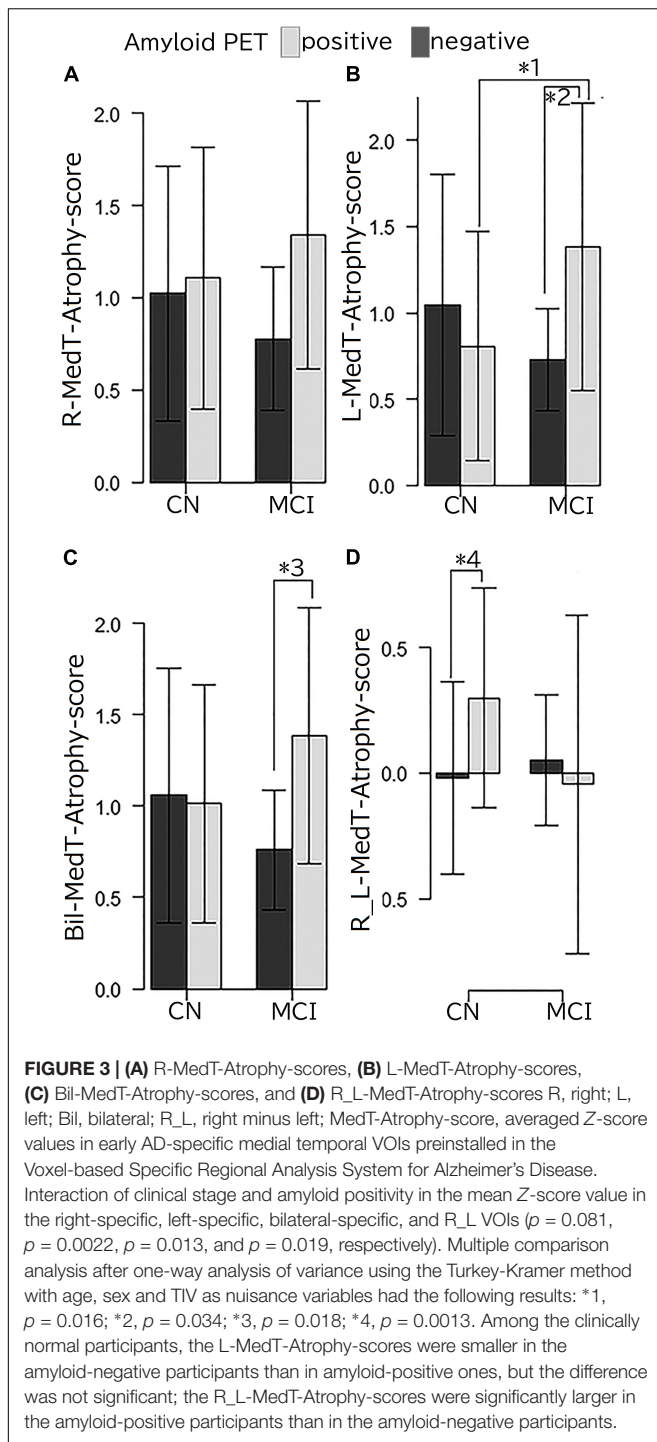 Amyloid PET positive negative
A
2.0
1.5
1.0
0.5
0.0
R-MedT-Atrophy-score
CN MCI
B
*1
*2
2.0
1.5
1.0
0.5
0.0
L-MedT-Atrophy-score
CN MCI
C
*3
2.0
1.5
1.0
0.5
0.0
Bil-MedT-Atrophy-score
CN MCI
D
*4
0.5
0.0
0.5
R_L-MedT-Atrophy-score
CN MCI
FIGURE 3 | (A) R-MedT-Atrophy-scores, (B) L-MedT-Atrophy-scores,
(C) Bil-MedT-Atrophy-scores, and (D) R_L-MedT-Atrophy-scores R, right; L,
left; Bil, bilateral; R_L, right minus left; MedT-Atrophy-score, averaged Z-score
values in early AD-specific medial temporal VOIs preinstalled in the
Voxel-based Specific Regional Analysis System for Alzheimer's Disease.
Interaction of clinical stage and amyloid positivity in the mean Z-score value in
the right-specific, left-specific, bilateral-specific, and R_L VOIs (p = 0.081,
p = 0.0022, p = 0.013, and p = 0.019, respectively). Multiple comparison
analysis after one-way analysis of variance using the Turkey-Kramer method
with age, sex and TIV as nuisance variables had the following results: *1,
p = 0.016; *2, p = 0.034; *3, p = 0.018; *4, p = 0.0013. Among the clinically
normal participants, the L-MedT-Atrophy-scores were smaller in the
amyloid-negative participants than in amyloid-positive ones, but the difference
was not significant; the R_L-MedT-Atrophy-scores were significantly larger in
the amyloid-positive participants than in the amyloid-negative participants.